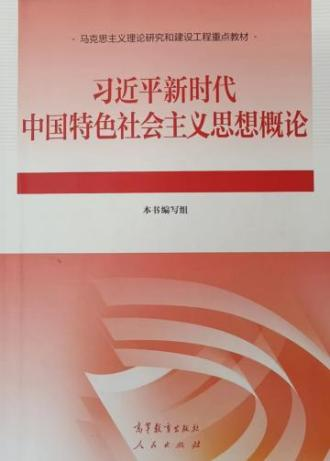 · 马克思主义理论研究和建设工程重点教材 ·
习近平新时代
中国特色社会主义思想概论
本书编写组
高等教育出版社
人民出版社